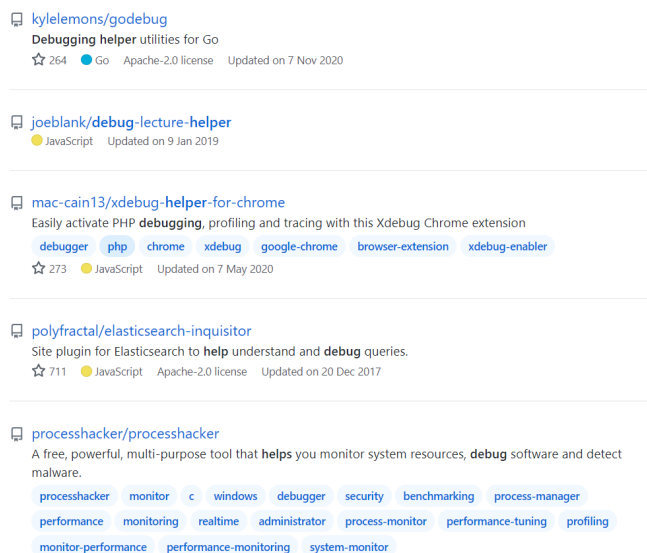 kylelemons/godebug
Debugging helper utilities for Go
264 Go Apache-2.0 license Updated on 7 Nov 2020
joeblank/debug-lecture-helper
JavaScript Updated on 9 Jan 2019
mac-cain13/xdebug-helper-for-chrome
Easily activate PHP debugging, profiling and tracing with this Xdebug Chrome extension
debugger php chrome xdebug google-chrome browser-extension xdebug-enabler
273 JavaScript Updated on 7 May 2020
polyfractal/elasticsearch-inquisitor
Site plugin for Elasticsearch to help understand and debug queries.
711 JavaScript Apache-2.0 license Updated on 20 Dec 2017
processhacker/processhacker
A free, powerful, multi-purpose tool that helps you monitor system resources, debug software and detect
malware.
processhacker monitor c windows debugger security benchmarking process-manager
performance monitoring realtime administrator process-monitor performance-tuning profiling
monitor-performance performance-monitoring system-monitor